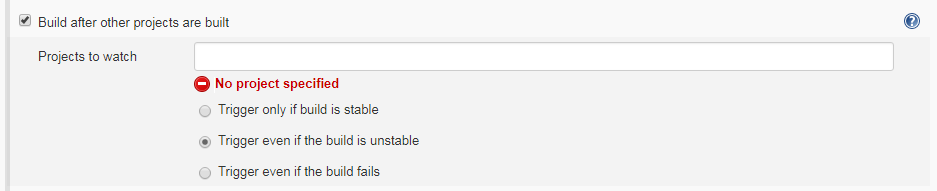 Build after other projects are built
Projects to watch
No project specified
Trigger only if build is stable
Trigger even if the build is unstable
Trigger even if the build fails